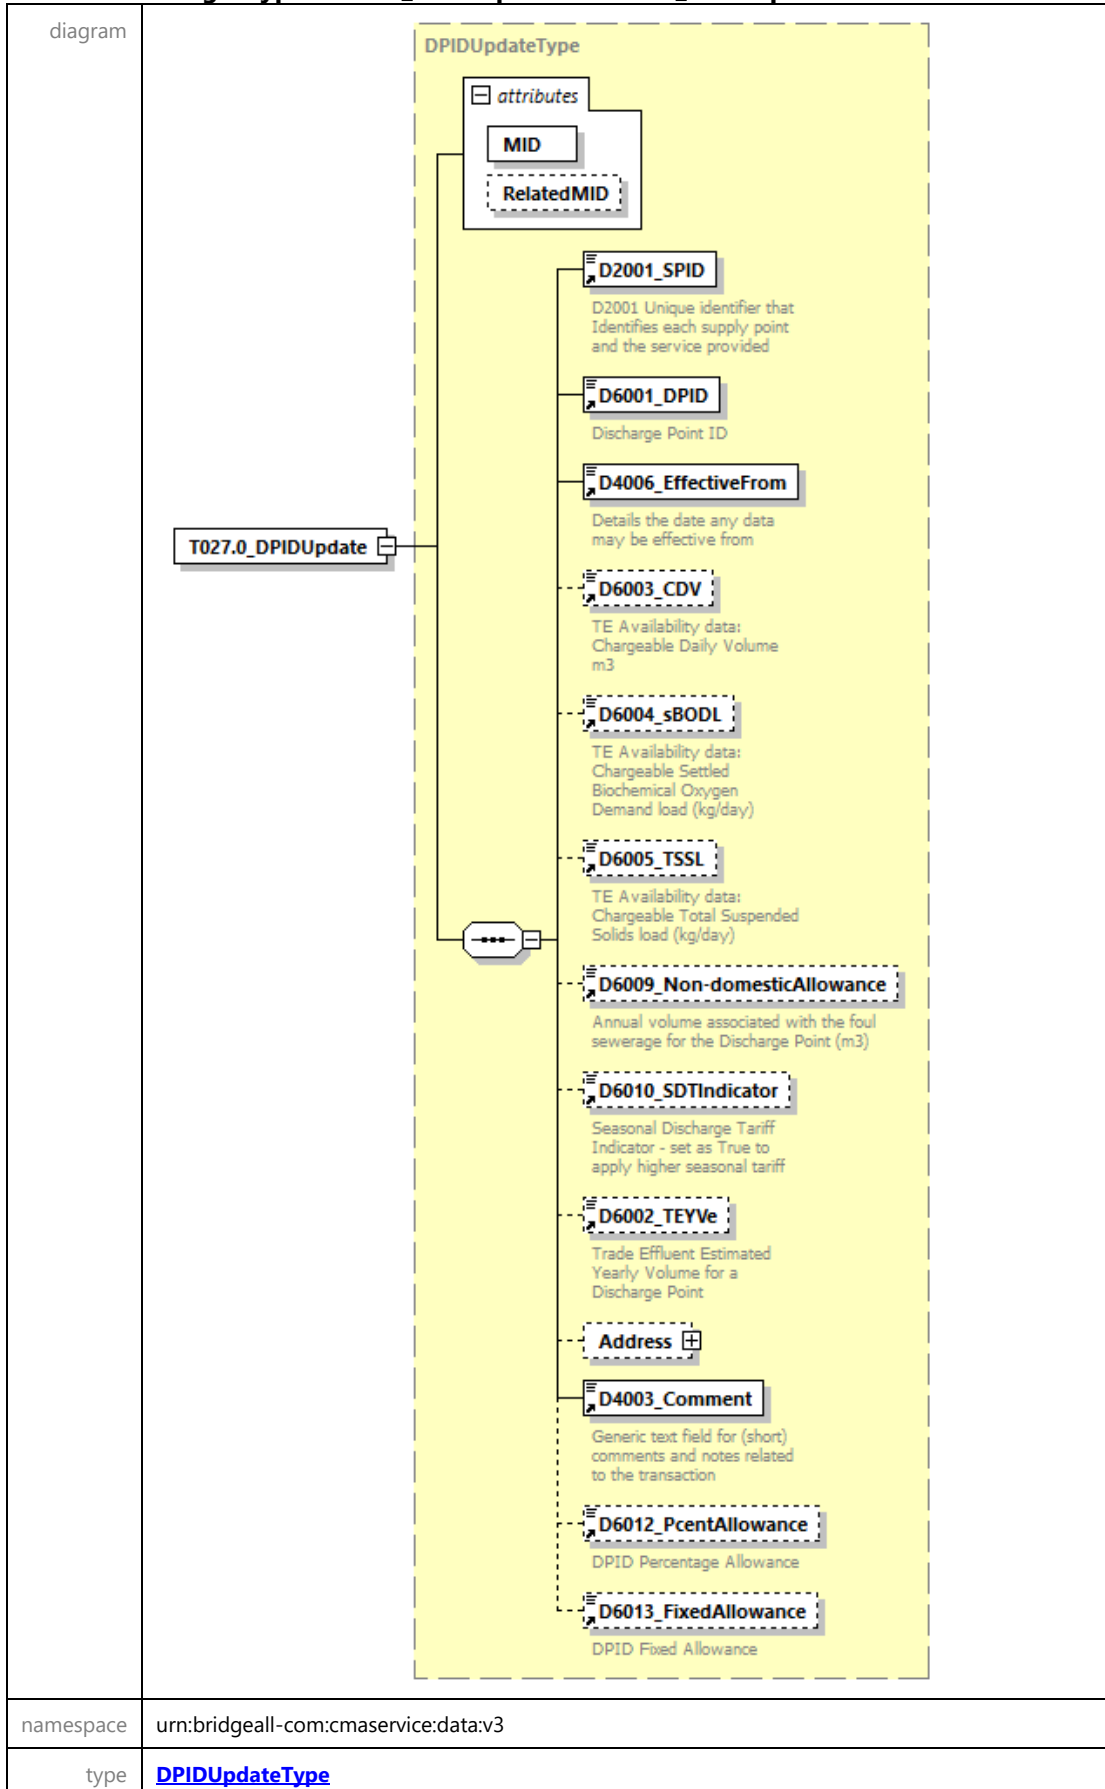 diagram
DPIDUpdateType
attributes
MID
RelatedMID
D2001_SPID
D2001 Unique identifier that
Identifies each supply point
and the service provided
D6001_DPID
Discharge Point ID
D4006_EffectiveFrom
Details the date any data
may be effective from
T027.0_DPIDUpdate
D6003_CDV
TE Availability data:
Chargeable Daily Volume
m3
D6004_sBODL
TE Availability data:
Chargeable Settled
Biochemical Oxygen
Demand load (kg/day)
D6005_TSSL
TE Availability data:
Chargeable Total Suspended
Solids load (kg/day)
D6009_Non-domesticAllowance
Annual volume associated with the foul
sewerage for the Discharge Point (m3)
D6010_SDTIndicator
Seasonal Discharge Tariff
Indicator - set as True to
apply higher seasonal tariff
D6002_TEYVe
Trade Effluent Estimated
Yearly Volume for a
Discharge Point
Address
D4003_Comment
Generic text field for (short)
comments and notes related
to the transaction
D6012_PcentAllowance
DPID Percentage Allowance
D6013_FixedAllowance
DPID Fixed Allowance
namespace urn:bridgeall-com:cmaservice:data:v3
type DPIDUpdateType